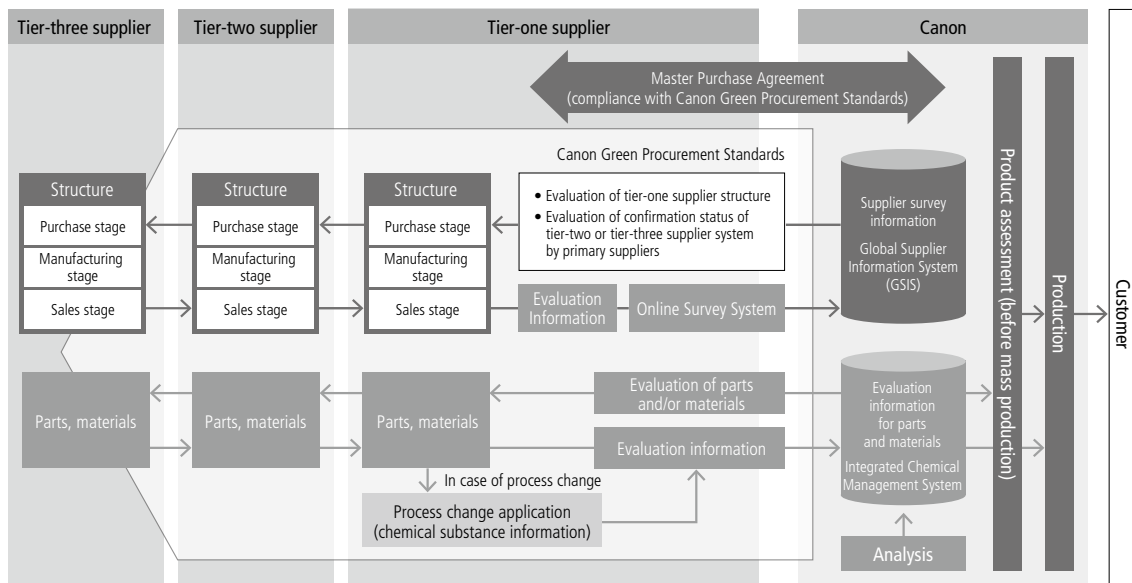 Tier-three supplier
Tier-two supplier
Tier-one supplier
Canon
Master Purchase Agreement
(compliance with Canon Green Procurement Standards)
Canon Green Procurement Standards
Structure
Purchase stage
Manufacturing
stage
Sales stage
Structure
Purchase stage
Manufacturing
stage
Sales stage
Structure
Purchase stage
Manufacturing
stage
Sales stage
• Evaluation of tier-one supplier structure
• Evaluation of confirmation status of
tier-two or tier-three supplier system
by primary suppliers
Evaluation
Information
Online Survey System
Supplier survey
information
Global Supplier
Information System
(GSIS)
Parts, materials
Parts, materials
Parts, materials
Evaluation of parts
and/or materials
Evaluation information
In case of process change
Process change application
(chemical substance information)
Evaluation
information
for parts
and materials
Integrated Chemical
Management System
Analysis
Product assessment (before mass production)
Production
Customer